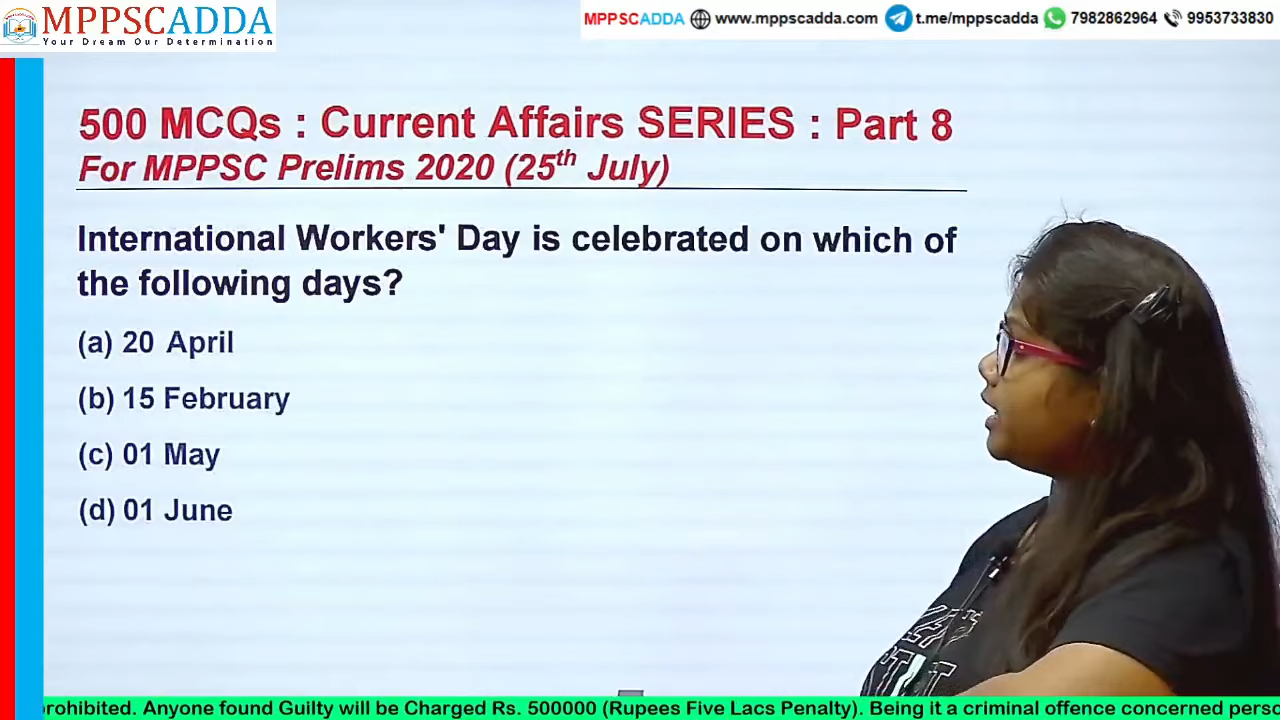 MPPSCADDA
Your Dream Our Determination
MPPSCADDA www.mppscadda.com t.me/mppscadda 7982862964 9953733830
500 MCQs : Current Affairs SERIES : Part 8
For MPPSC Prelims 2020 (25th July)
International Workers' Day is celebrated on which of
the following days?
(a) 20 April
(b) 15 February
(c) 01 May
(d) 01 June
prohibited. Anyone found Guilty will be Charged Rs. 500000 (Rupees Five Lacs Penalty). Being it a criminal offence concerned perso